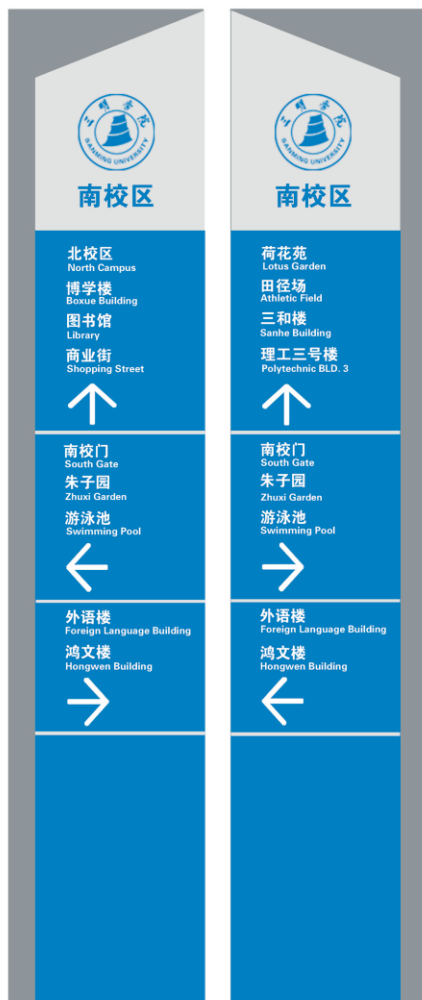 三明学院
SANMING UNIVERSITY
南校区
北校区
North Campus
博学楼
Boxue Building
图书馆
Library
商业街
Shopping Street
南校门
South Gate
朱子园
Zhuxi Garden
游泳池
Swimming Pool
外语楼
Foreign Language Building
鸿文楼
Hongwen Building
三明学院
SANMING UNIVERSITY
南校区
荷花苑
Lotus Garden
田径场
Athletic Field
三和楼
Sanhe Building
理工三号楼
Polytechnic BLD. 3
南校门
South Gate
朱子园
Zhuxi Garden
游泳池
Swimming Pool
外语楼
Foreign Language Building
鸿文楼
Hongwen Building